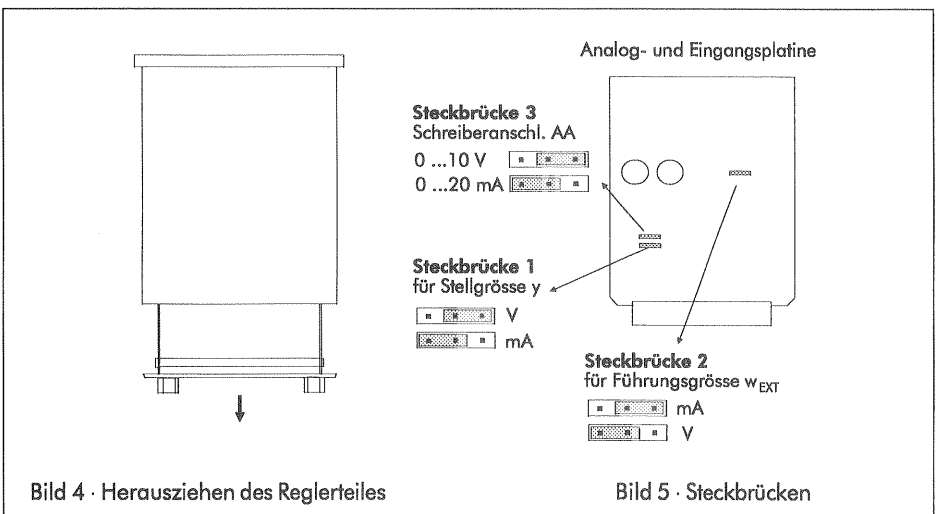 Analog- und Eingangsplatine
Steckbrücke 3
Schreiberanschl. AA
0 ...10 V
0 ...20 mA
Steckbrücke 1
für Stellgrösse y
V
mA
Steckbrücke 2
für Führungsgrösse wEXT
mA
V
Bild 4 · Herausziehen des Reglerteiles
Bild 5 · Steckbrücken